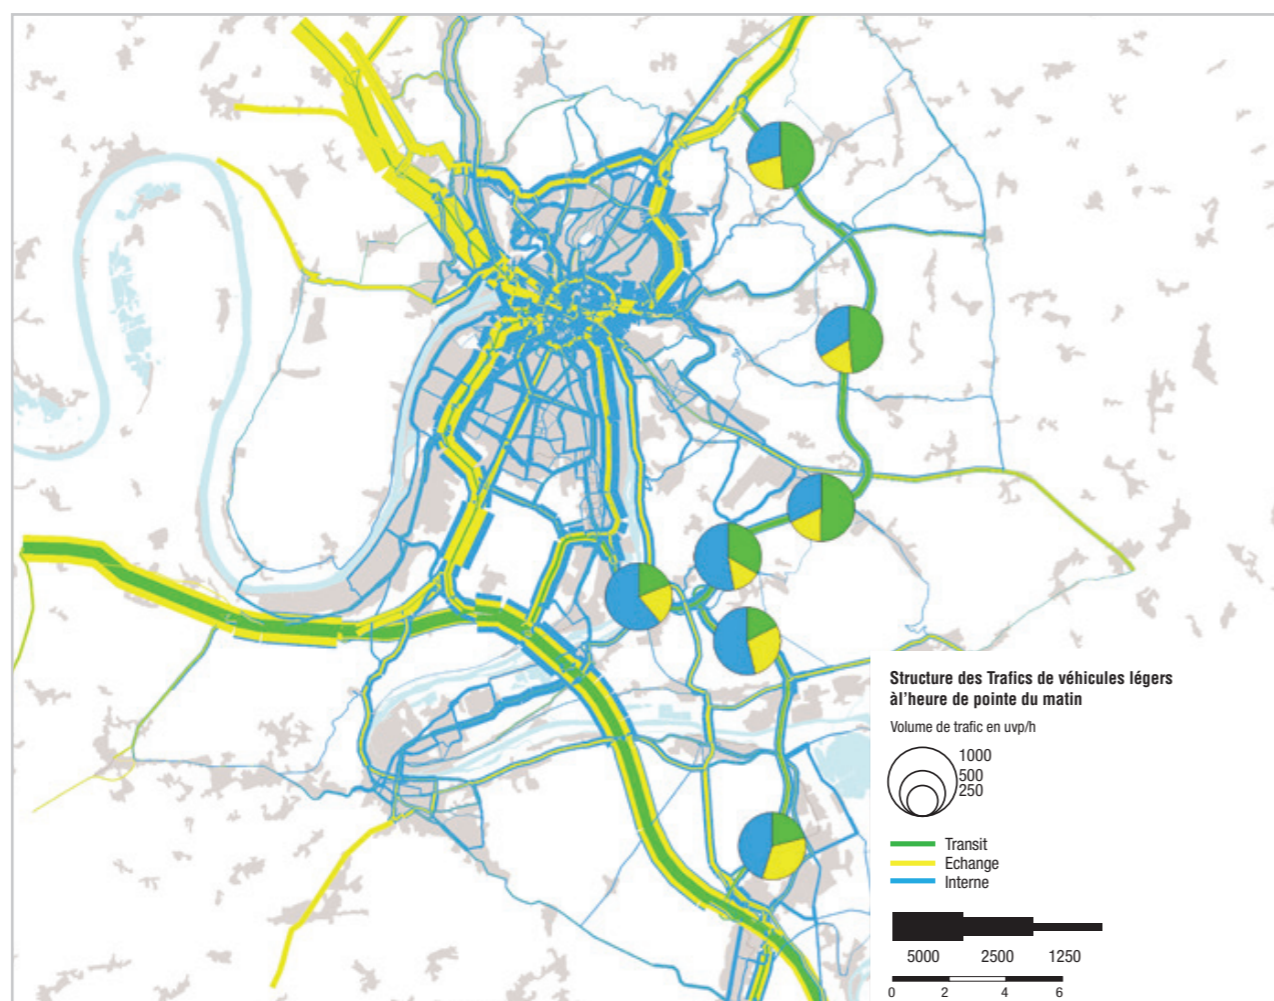 Structure des Trafics de véhicules légers
àl’heure de pointe du matin
Volume de trafic en uvp/h
1000
500
250
Transit
Echange
Interne
5000 2500 1250
0 2 4 6